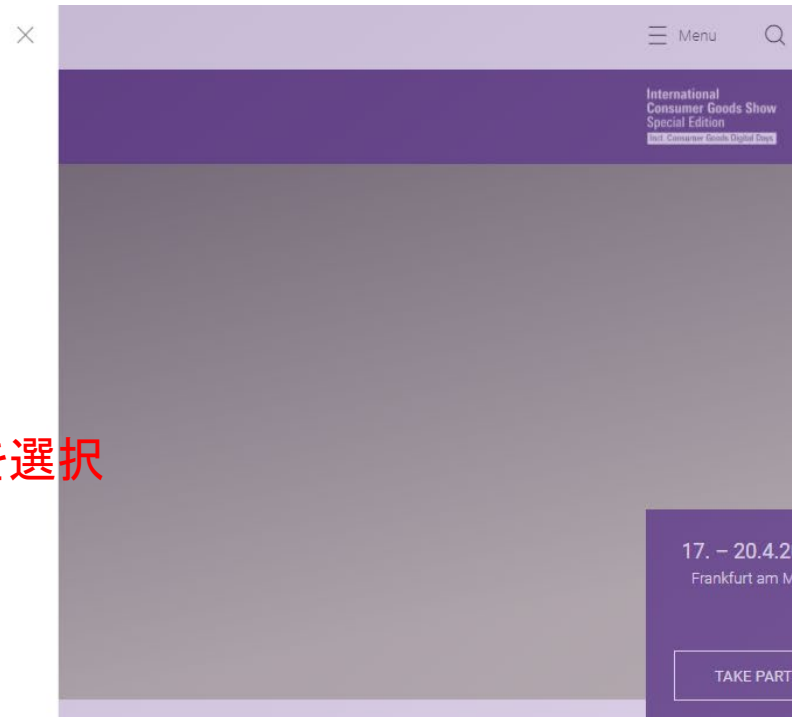 Menu
International
Consumer Goods Show
Special Edition
Incl. Consumer Goods Digital Days
を選択
17. – 20.4.2
Frankfurt am M
TAKE PART